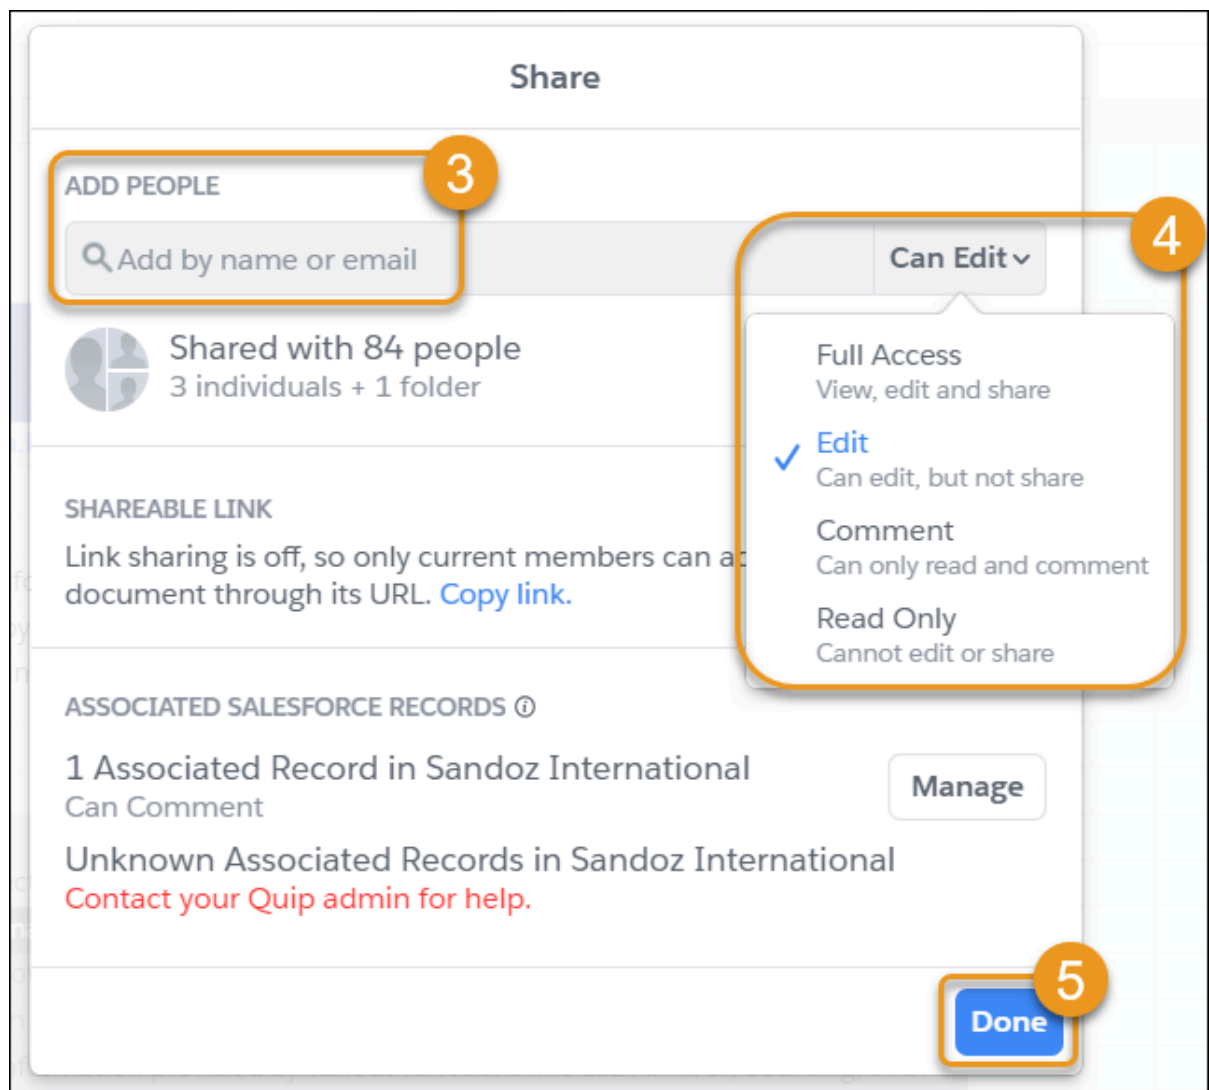 Share
3
ADD PEOPLE
4
Add by name or email
Can Edit
Shared with 84 people
3 individuals + 1 folder
Full Access
View, edit and share
Edit
Can edit, but not share
Comment
Can only read and comment
Read Only
Cannot edit or share
SHAREABLE LINK
Link sharing is off, so only current members can
document through its URL. Copy link.
ASSOCIATED SALESFORCE RECORDS
1 Associated Record in Sandoz International
Can Comment
Manage
Unknown Associated Records in Sandoz International
Contact your Quip admin for help.
5
Done